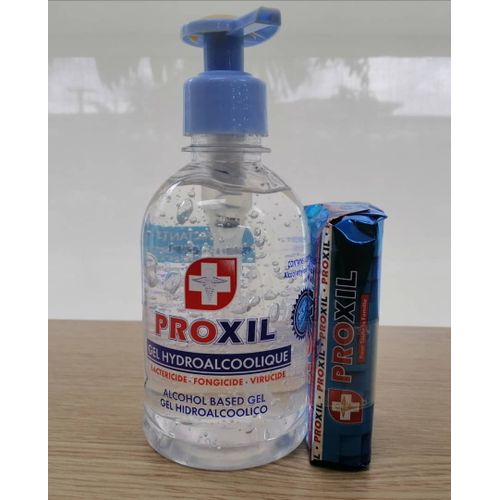 PROXIL
GEL HYDROALCOOLIQUE
BACTERICIDE - FONGICIDE - VIRUCIDE
ALCOHOL BASED GEL
GEL HIDROALCOOLICO
PROXIL • PROXIL • PROXIL • PROXIL
PROXIL